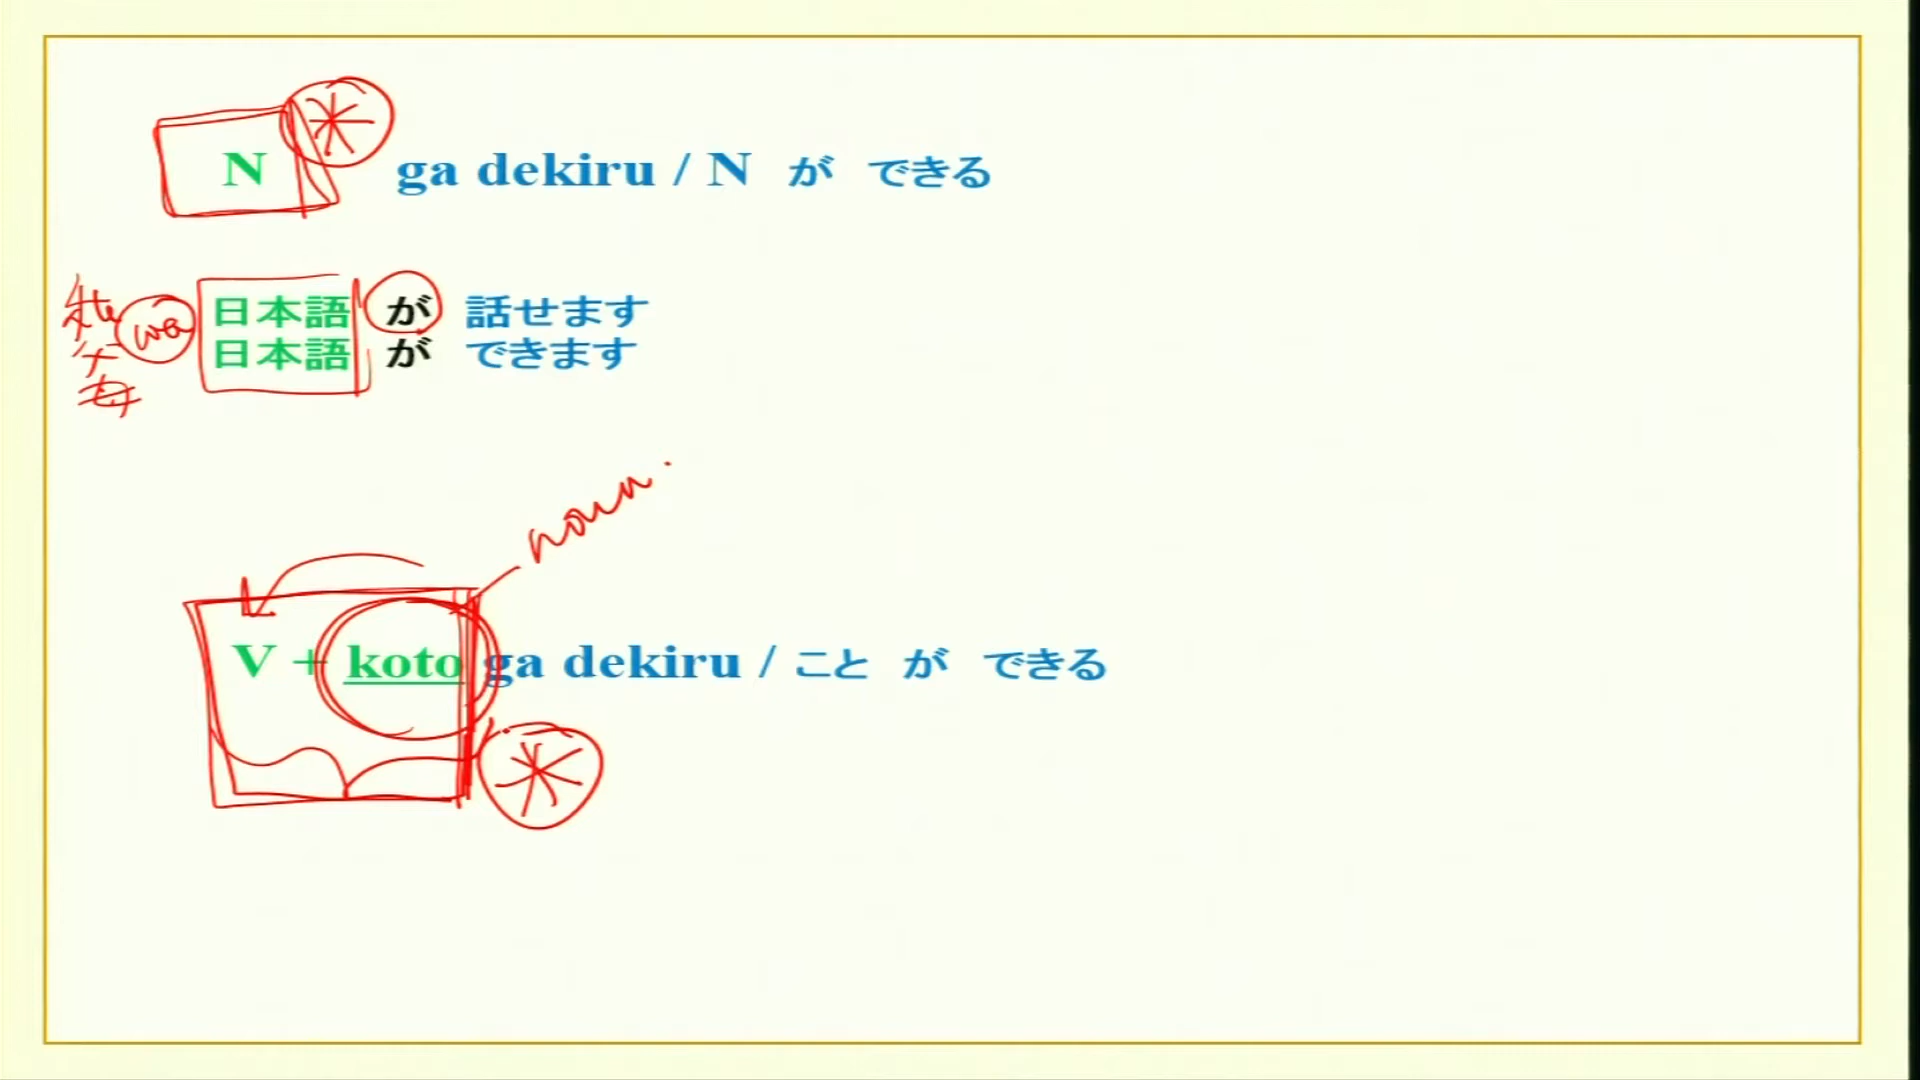 N ga dekiru / N が できる
wa 日本語 が 話せます
日本語 が できます
noun.
V + koto ga dekiru / こと が できる